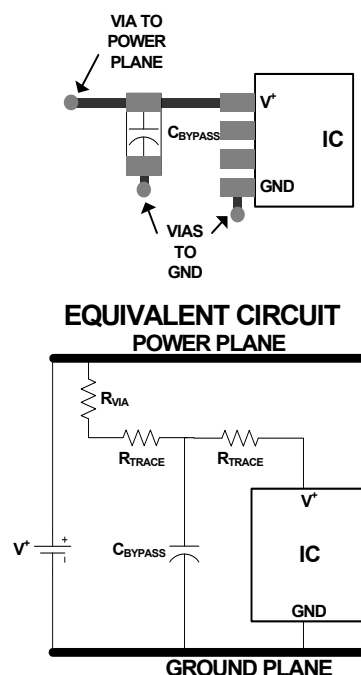 VIA TO
POWER
PLANE
V+
CBYPASS
IC
GND
VIAS
TO
GND
EQUIVALENT CIRCUIT
POWER PLANE
RVIA
RTRACE
RTRACE
V+
V+
+
-
CBYPASS
IC
GND
GROUND PLANE